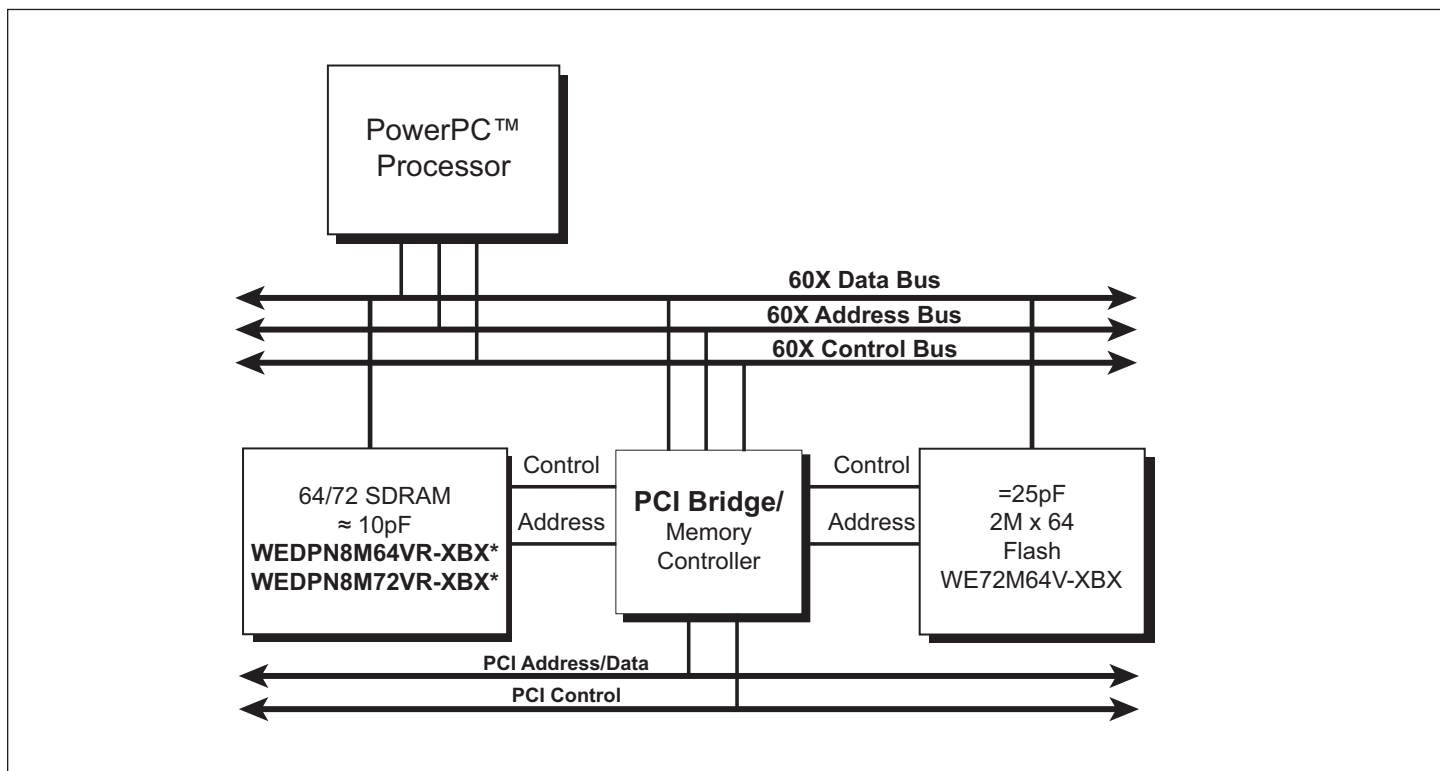 PowerPC™
Processor
60X Data Bus
60X Address Bus
60X Control Bus
64/72 SDRAM
≈ 10pF
WEDPN8M64VR-XBX*
WEDPN8M72VR-XBX*
Control
Address
PCI Bridge/
Memory
Controller
Control
Address
=25pF
2M x 64
Flash
WE72M64V-XBX
PCI Address/Data
PCI Control